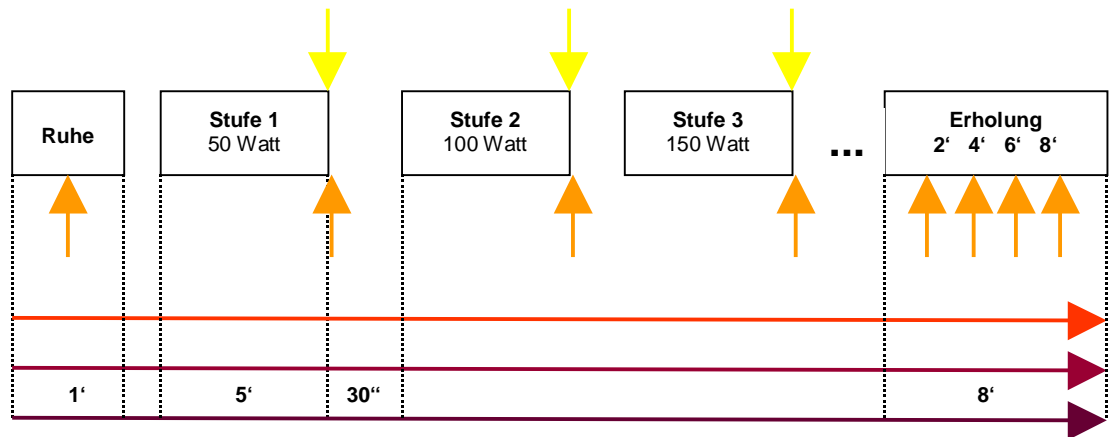 Ruhe
Stufe 1
50 Watt
Stufe 2
100 Watt
Stufe 3
150 Watt
...
Erholung
2‘ 4‘ 6‘ 8‘
1‘ 5‘ 30“ 8‘